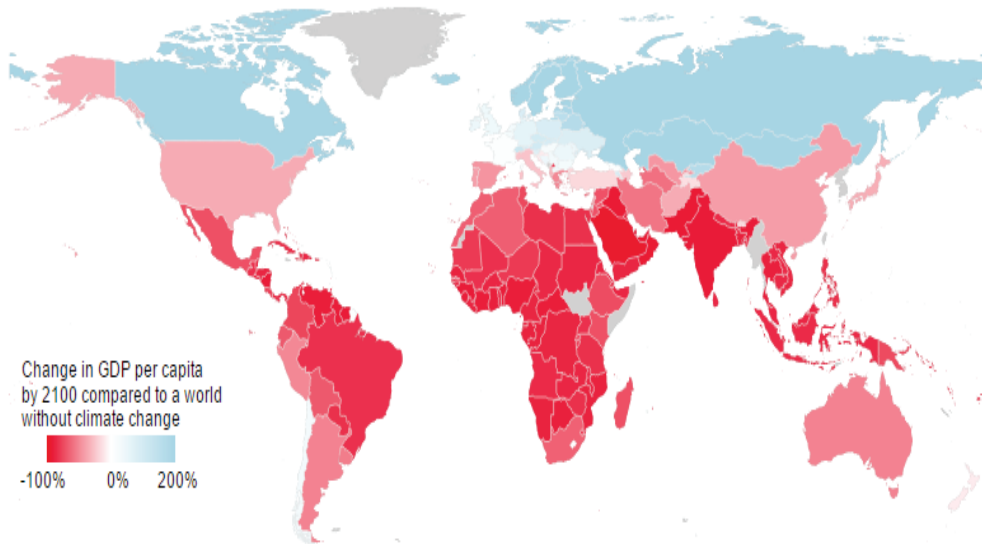 Change in GDP per capita
by 2100 compared to a world
without climate change
-100% 0% 200%